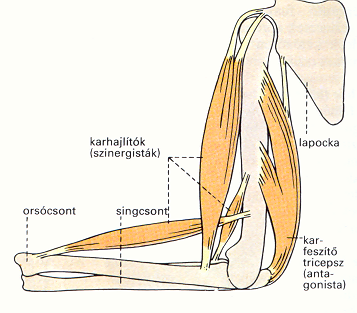 lapocka
karhajlítók
(szinergisták)
orsócsont
singcsont
kar-
feszítő
tricepsz
(anta-
gonista)